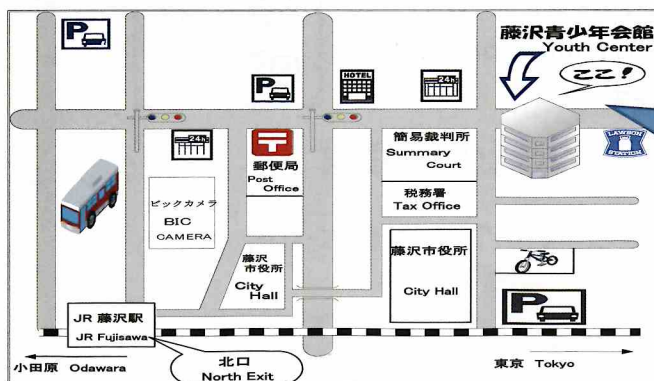 藤沢青少年会館
Youth Center
ここ!
P
P
HOTEL
24h
24h
郵便局
Post
Office
簡易裁判所
Summary
Court
LAWSON
STATION
税務署
Tax Office
ビックカメラ
BIC
CAMERA
藤沢
市役所
City
Hall
藤沢市役所
City Hall
P
JR 藤沢駅
JR Fujisawa
北口
North Exit
小田原 Odawara
東京 Tokyo